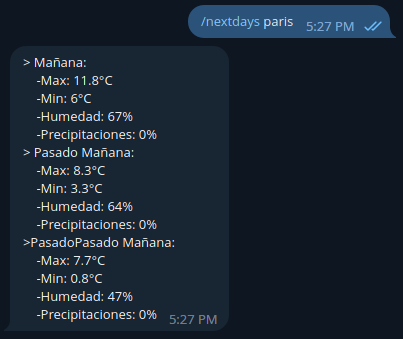 /nextdays paris 5:27 PM
> Mañana:
-Max: 11.8°C
-Min: 6°C
-Humedad: 67%
-Precipitaciones: 0%
> Pasado Mañana:
-Max: 8.3°C
-Min: 3.3°C
-Humedad: 64%
-Precipitaciones: 0%
>PasadoPasado Mañana:
-Max: 7.7°C
-Min: 0.8°C
-Humedad: 47%
-Precipitaciones: 0% 5:27 PM